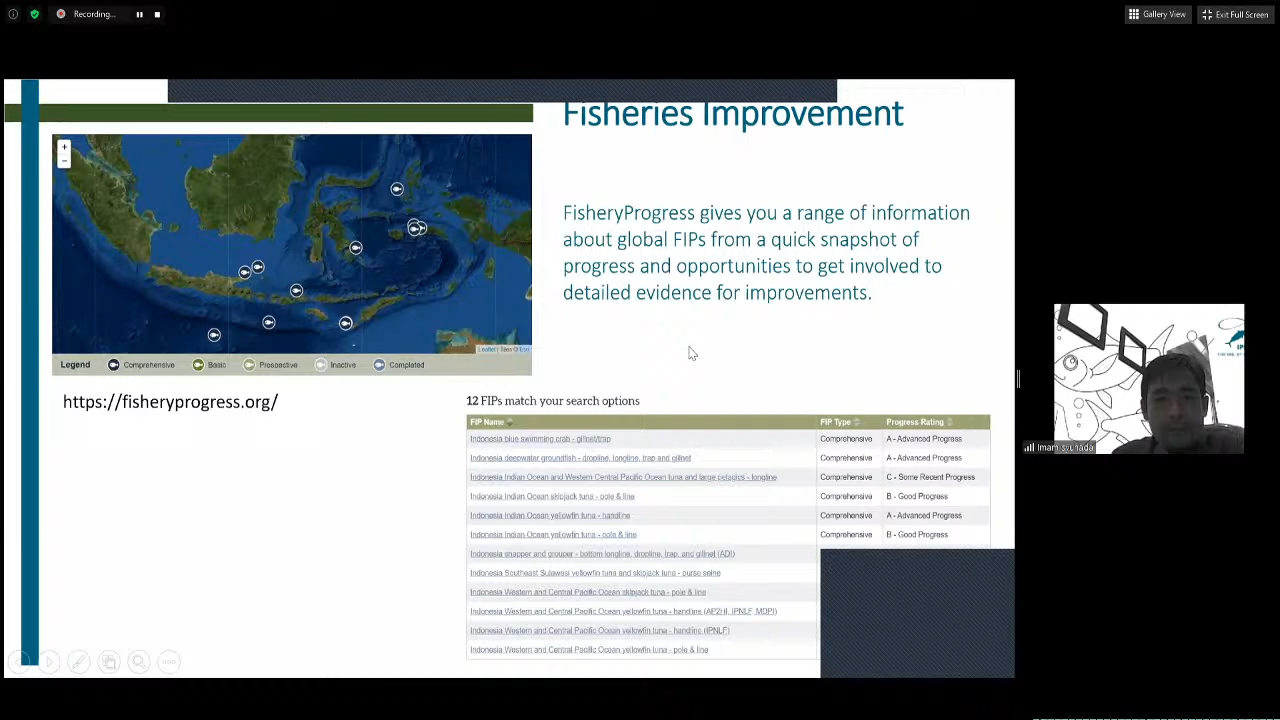 Recording...
Gallery View
Exit Full Screen
Fisheries Improvement
+
-
Leaflet | Tiles © Esri
Legend Comprehensive Basic Prospective Inactive Completed
FisheryProgress gives you a range of information
about global FIPs from a quick snapshot of
progress and opportunities to get involved to
detailed evidence for improvements.
https://fisheryprogress.org/
12 FIPs match your search options
FIP Name FIP Type Progress Rating
Indonesia blue swimming crab - gillnet/trap Comprehensive A - Advanced Progress
Indonesia deepwater groundfish - dropline, longline, trap and gillnet Comprehensive A - Advanced Progress
Indonesia Indian Ocean and Western Central Pacific Ocean tuna and large pelagics - longline Comprehensive C - Some Recent Progress
Indonesia Indian Ocean skipjack tuna - pole & line Comprehensive B - Good Progress
Indonesia Indian Ocean yellowfin tuna - handline Comprehensive A - Advanced Progress
Indonesia Indian Ocean yellowfin tuna - pole & line Comprehensive B - Good Progress
Indonesia snapper and grouper - bottom longline, dropline, trap, and gillnet (ADI)
Indonesia Southeast Sulawesi yellowfin tuna and skipjack tuna - purse seine
Indonesia Western and Central Pacific Ocean skipjack tuna - pole & line
Indonesia Western and Central Pacific Ocean yellowfin tuna - handline (AP2HI, IPNLF, MDPI)
Indonesia Western and Central Pacific Ocean yellowfin tuna - handline (IPNLF)
Indonesia Western and Central Pacific Ocean yellowfin tuna - pole & line
Imam syuhada